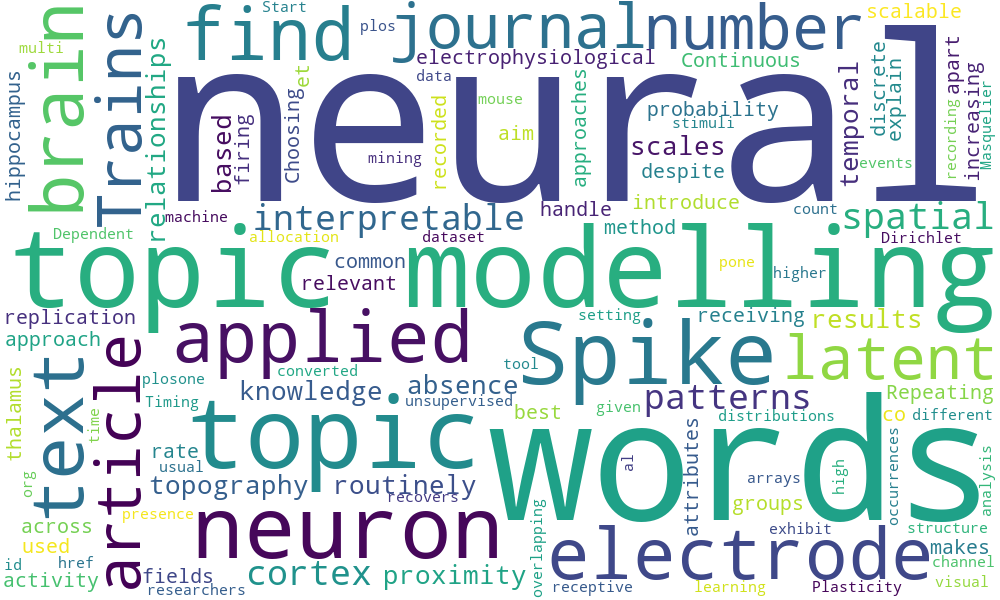 Start
multi
find
journal
plos
number
scalable
brain
Trains
electrophysiological
Continuous
data
neural
hippocampus
relationships
based
firing
choosing
et
mining
recorded
mouse
aim
approaches
probability
stimuli
scales
despite
temporal
discrete
explain
events
recording
apart
increasing
Masquelier
machine
interpretable
handle
introduce
method
count
spatial
Dependent
allocation
dataset
Dirichlet
topic modelling
common
relevant
pone
higher
replication
approach
applied
setting
receiving
results
Spike
latent
tool
thalamus
text
article
plosone
Timing
time
converted
knowledge
absence
unsupervised
best
given
patterns
distributions
Repeating
co
different
topic
words
rate
usual
topography
routinely
recovers
al
attributes
arrays
high
occurrences
analysis
groups
org
across
used
presence
neuron
overlapping
electrode
exhibit
structure
makes
channel
id
href
activity
fields
researchers
cortex
proximity
receptive
learning
Plasticity
visual